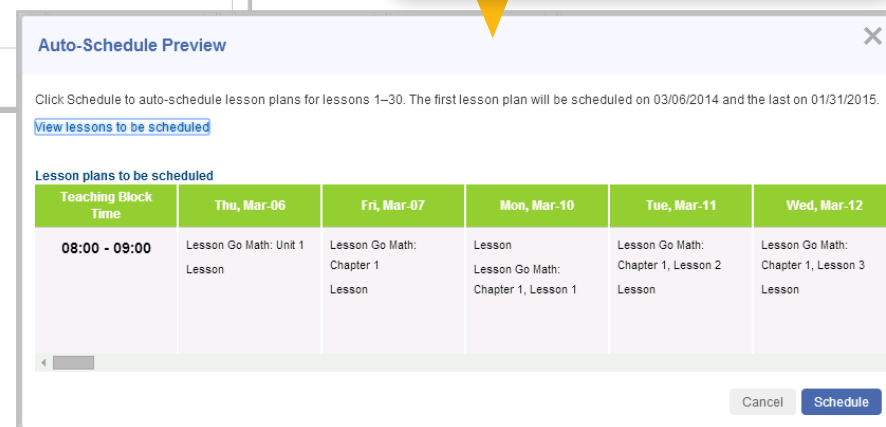 Auto-Schedule Preview
Click Schedule to auto-schedule lesson plans for lessons 1–30. The first lesson plan will be scheduled on 03/06/2014 and the last on 01/31/2015.
View lessons to be scheduled
Lesson plans to be scheduled
Teaching Block
Time
Thu, Mar-06
Fri, Mar-07
Mon, Mar-10
Tue, Mar-11
Wed, Mar-12
08:00 - 09:00
Lesson Go Math: Unit 1
Lesson
Lesson Go Math:
Chapter 1
Lesson
Lesson
Lesson Go Math:
Chapter 1, Lesson 1
Lesson Go Math:
Chapter 1, Lesson 2
Lesson
Lesson Go Math:
Chapter 1, Lesson 3
Lesson
Cancel
Schedule